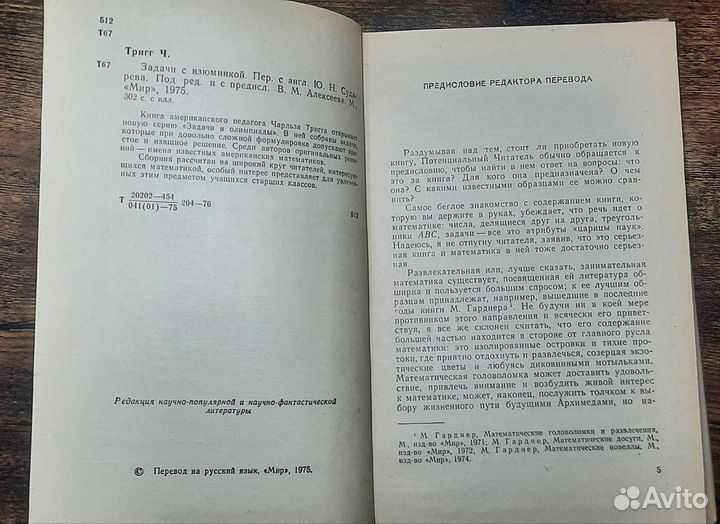 512
Т67
Тригг Ч.
Т67
Задачи с изюминкой. Пер. с англ. Ю. Н. Суда-
рева. Под ред. и с предисл. В. М. Алексеева. М.,
«Мир», 1975.
302 с. с илл.
Книга американского педагога Чарльза Тригга открывает
новую серию «Задачи и олимпиады». В ней собраны задачи,
которые при довольно сложной формулировке допускают про-
стое и изящное решение. Среди авторов оригинальных реше-
ний — имена известных американских математиков.
Сборник рассчитан на широкий круг читателей, интересую-
щихся математикой, особый интерес представляет для увлечен-
ных этим предметом учащихся старших классов.
Т 20202—454
041(01)—75 204—76
512
Редакция научно-популярной и научно-фантастической
литературы
© Перевод на русский язык, «Мир», 1975.
ПРЕДИСЛОВИЕ РЕДАКТОРА ПЕРЕВОДА
Раздумывая над тем, стоит ли приобретать новую
книгу, Потенциальный Читатель обычно обращается к
предисловию, чтобы найти в нем ответ на вопросы: что
это за книга? Для кого она предназначена? О чем
она? С какими известными образцами ее можно срав-
нить?
Самое беглое знакомство с содержанием книги, ко-
торую вы держите в руках, убеждает, что речь идет о
математике: числа, делящиеся друг на друга, треуголь-
ники ABC, задачи — все это атрибуты «царицы наук».
Надеюсь, я не отпугну читателя, заявив, что это серьез-
ная книга и математика в ней тоже достаточно серьез-
ная.
Развлекательная или, лучше сказать, занимательная
математика существует, посвященная ей литература об-
ширна и пользуется большим спросом; к ее лучшим об-
разцам принадлежат, например, вышедшие в последние
годы книги М. Гарднера¹. Не будучи ни в коей мере
противником этого направления и всячески его приветст-
вуя, я все же склонен считать, что его содержание
большей частью находится в стороне от главного русла
математики: это изолированные островки и тихие про-
токи, где приятно отдохнуть и развлечься, созерцая экзо-
тические цветы и любуясь диковинными мотыльками.
Математическая головоломка может доставить удоволь-
ствие, привлечь внимание и возбудить живой интерес
к математике, может, наконец, послужить толчком к вы-
бору жизненного пути будущими Архимедами, но на-
¹ М. Гарднер, Математические головоломки и развлечения,
М., изд-во «Мир», 1971; М. Гарднер, Математические досуги, М.,
изд-во «Мир», 1972; М. Гарднер, Математические новеллы, М.,
изд-во «Мир», 1974.
5
Avito